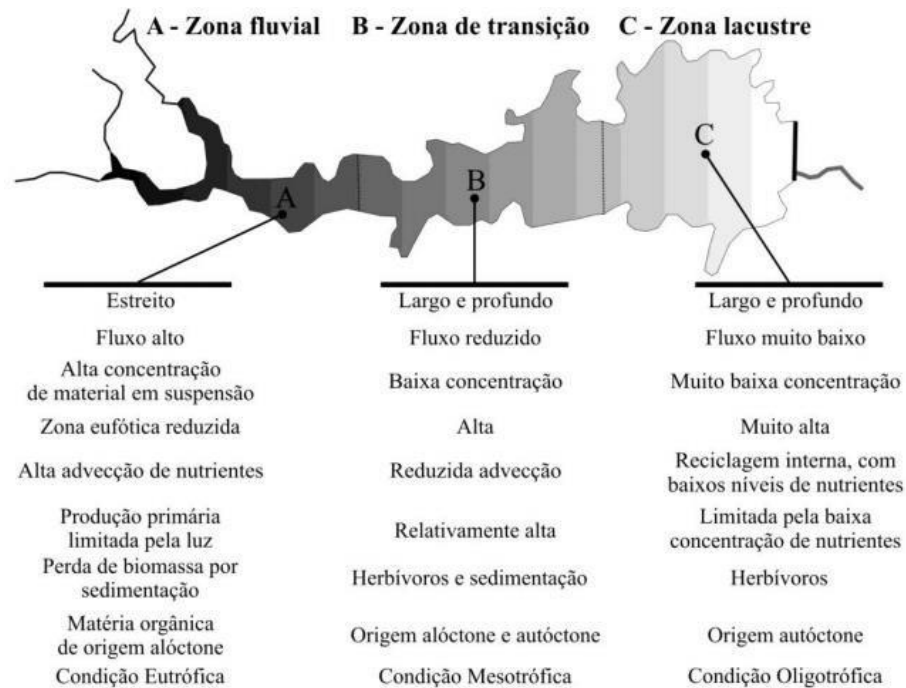 A - Zona fluvial B - Zona de transição C - Zona lacustre
A
B
C
Estreito
Largo e profundo
Largo e profundo
Fluxo alto
Fluxo reduzido
Fluxo muito baixo
Alta concentração
de material em suspensão
Baixa concentração
Muito baixa concentração
Zona eufótica reduzida
Alta
Muito alta
Alta advecção de nutrientes
Reduzida advecção
Reciclagem interna, com
baixos níveis de nutrientes
Produção primária
limitada pela luz
Relativamente alta
Limitada pela baixa
concentração de nutrientes
Perda de biomassa por
sedimentação
Herbívoros e sedimentação
Herbívoros
Matéria orgânica
de origem alóctone
Origem alóctone e autóctone
Origem autóctone
Condição Eutrófica
Condição Mesotrófica
Condição Oligotrófica